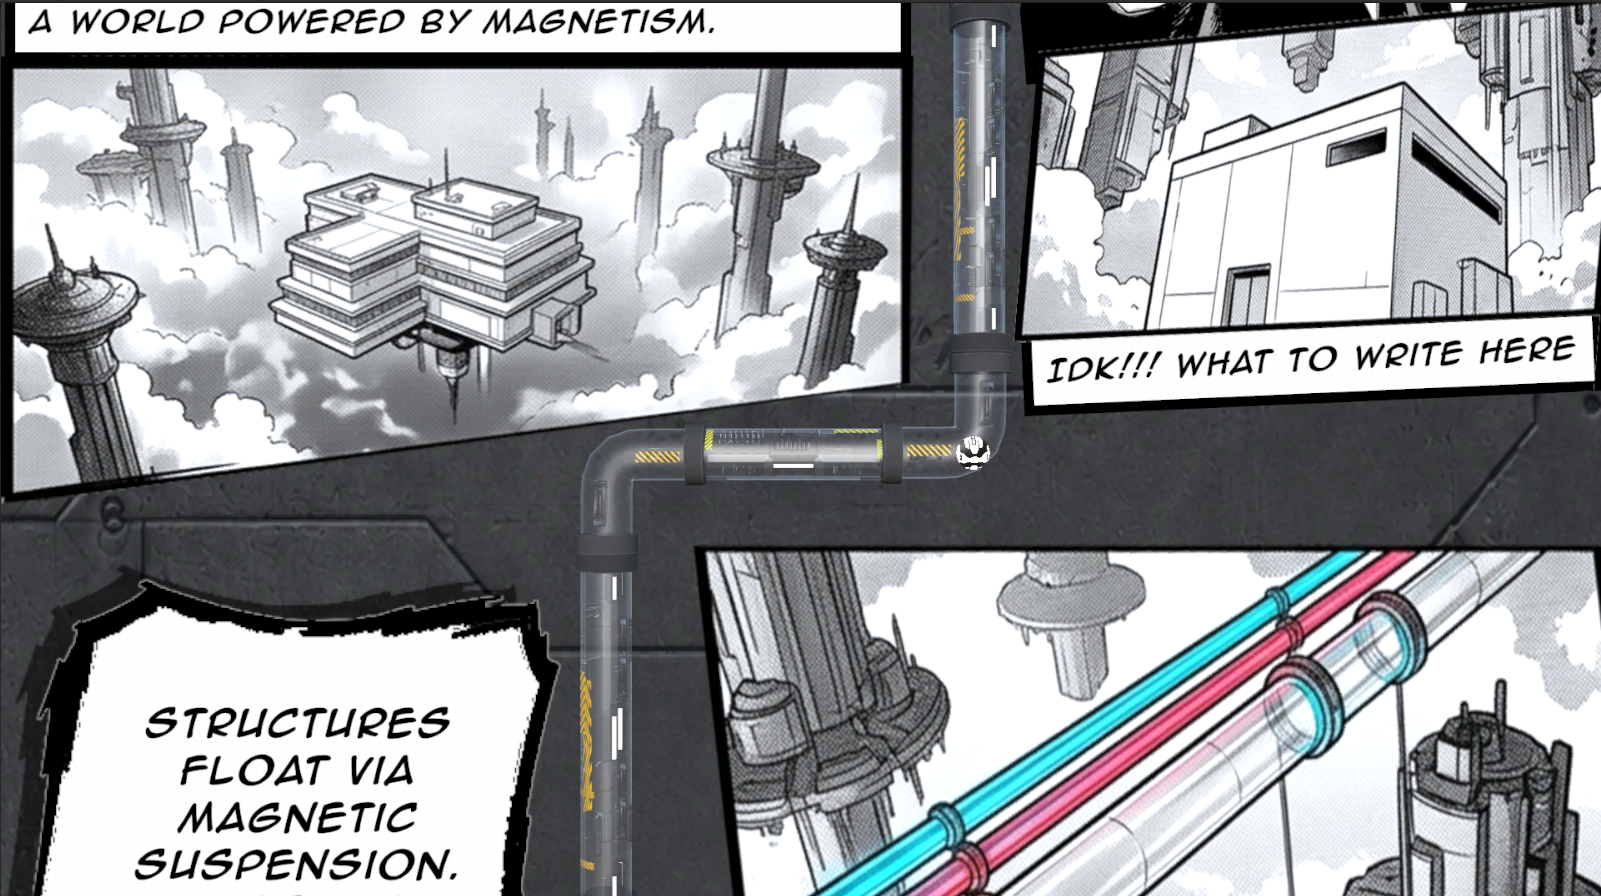 A WORLD POWERED BY MAGNETISM.
IDK!!! WHAT TO WRITE HERE
STRUCTURES
FLOAT VIA
MAGNETIC
SUSPENSION.